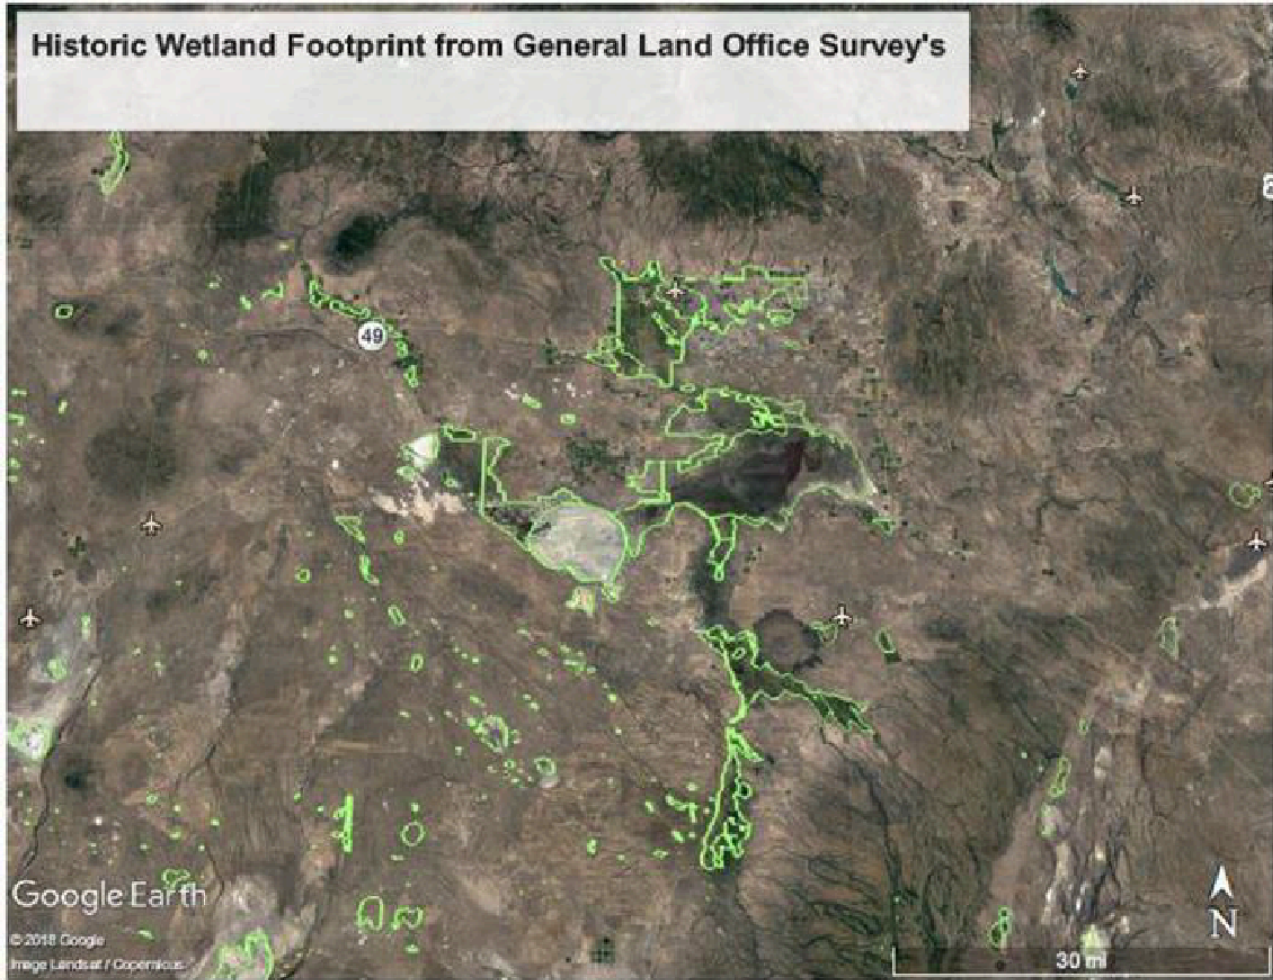 Historic Wetland Footprint from General Land Office Survey's
49
Google Earth
© 2018 Google
Image Landsat / Copernicus
N
30 mi